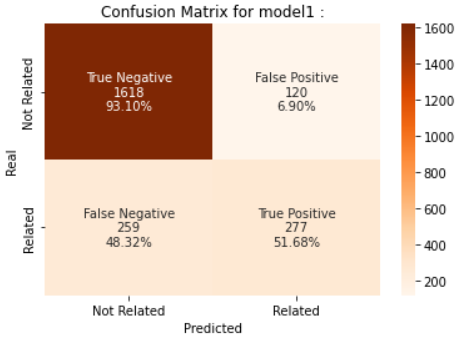 Confusion Matrix for model1 :
Real
Not Related
True Negative
1618
93.10%
False Positive
120
6.90%
Related
False Negative
259
48.32%
True Positive
277
51.68%
Not Related
Related
Predicted
1600
1400
1200
1000
800
600
400
200